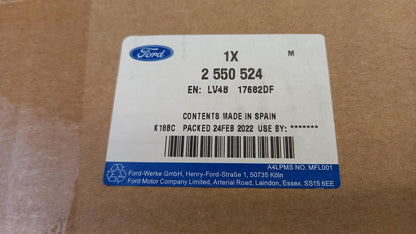 Ford
1X
M
2 550 524
EN: LV4B 17682DF
CONTENTS MADE IN SPAIN
K18BC PACKED 24FEB 2022 USE BY: *******
A4LPMS NO. MFL001
Ford-Werke GmbH, Henry-Ford-Straße 1, 50735 Köln
Ford Motor Company Limited, Arterial Road, Laindon, Essex, SS15 6EE